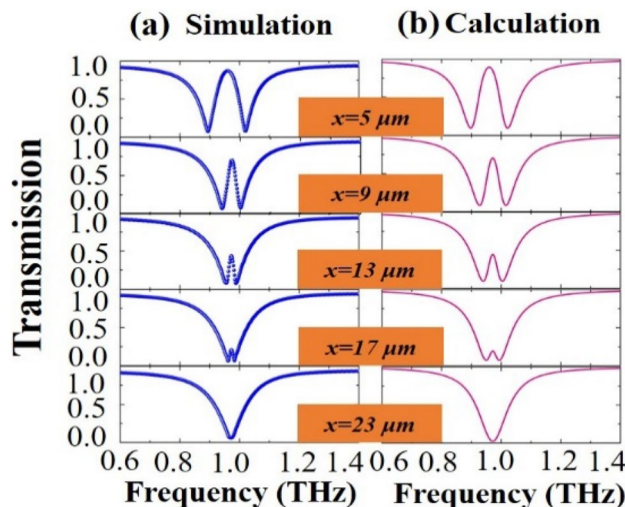 (a) Simulation (b) Calculation
Transmission
1.0
0.5
0.0
x=5 μm
1.0
0.5
0.0
x=9 μm
1.0
0.5
0.0
x=13 μm
1.0
0.5
0.0
x=17 μm
1.0
0.5
0.0
x=23 μm
0.6 0.8 1.0 1.2 1.4 0.6 0.8 1.0 1.2 1.4
Frequency (THz) Frequency (THz)